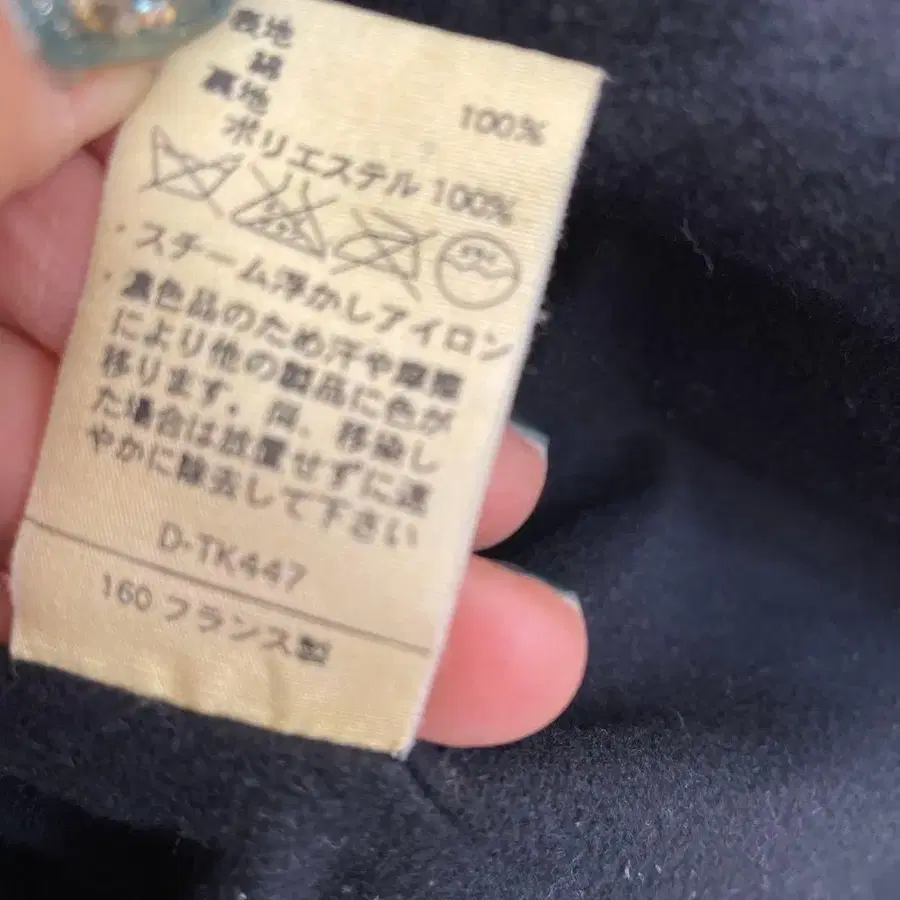 表地
綿 100%
裏地
ポリエステル 100%
・スチーム浮かしアイロン
・濃色品のため汗や摩擦
により他の製品に色が
移ります。尚、移染し
た場合は放置せずに速
やかに除去して下さい
D-TK447
160 フランス製